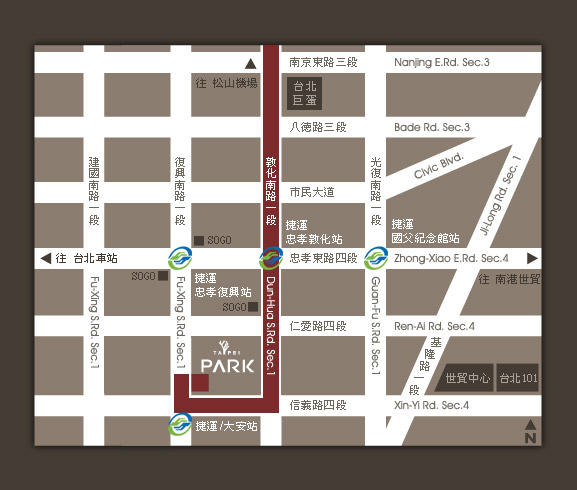 南京東路三段
Nanjing E.Rd. Sec.3
往 松山機場
台北
巨蛋
八德路三段
Bade Rd. Sec.3
建國南路一段
復興南路一段
敦化南路一段
光復南路一段
Civic Blvd.
Ji-Long Rd. Sec. 1
市民大道
捷運
忠孝敦化站
捷運
國父紀念館站
SOGO
往 台北車站
忠孝東路四段
Zhong-Xiao E.Rd. Sec.4
SOGO
捷運
忠孝復興站
往 南港世貿
SOGO
Fu-Xing S.Rd. Sec.1
Fu-Xing S.Rd. Sec.1
Dun-Hua S.Rd. Sec.1
Guan-Fu S.Rd. Sec.1
仁愛路四段
Ren-Ai Rd. Sec.4
基隆路一段
TAIPEI
PARK
世貿中心
台北101
信義路四段
Xin-Yi Rd. Sec.4
捷運/大安站
N